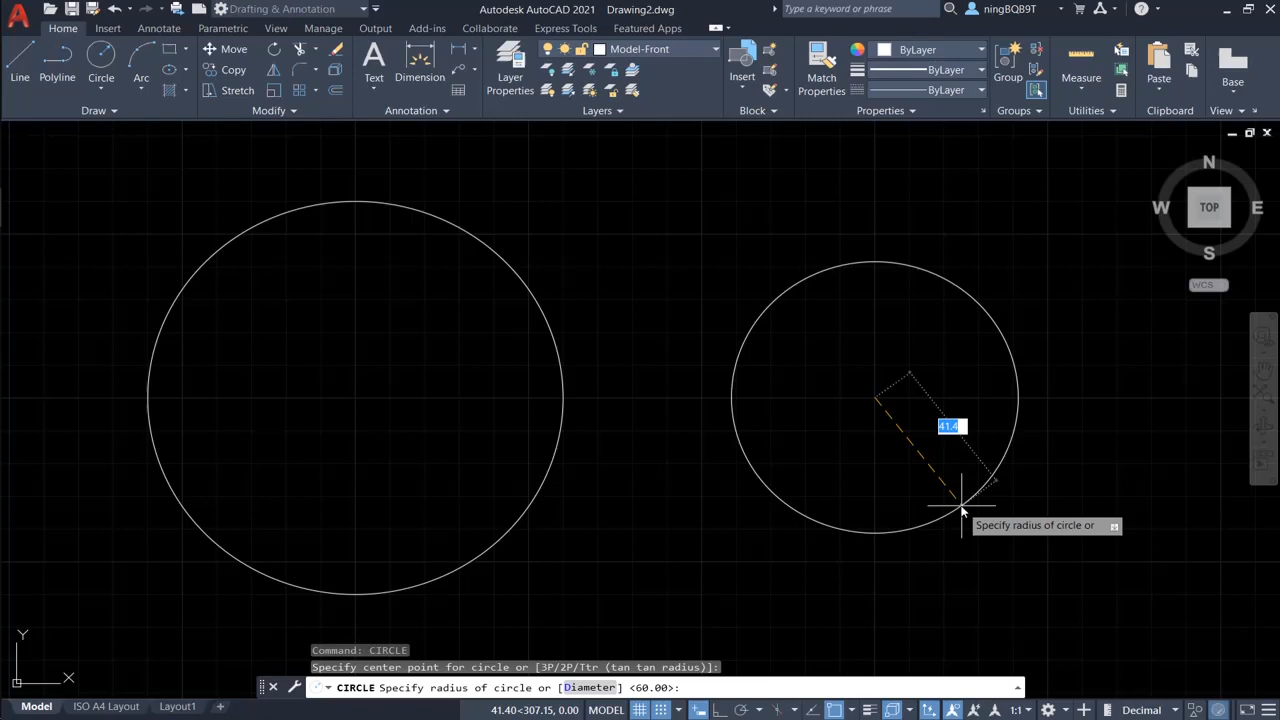 Drafting & Annotation
Autodesk AutoCAD 2021 Drawing2.dwg
Type a keyword or phrase
ningBQB9T
Home Insert Annotate Parametric View Manage Output Add-ins Collaborate Express Tools Featured Apps
Line
Polyline
Circle
Arc
Draw
Move
Copy
Stretch
Modify
Text
Dimension
Annotation
Layer
Properties
Model-Front
Layers
Insert
Block
Match
Properties
ByLayer
ByLayer
ByLayer
Properties
Group
Groups
Measure
Utilities
Paste
Clipboard
Base
View
N
W TOP E
S
WCS
41.4
Specify radius of circle or
Y
X
Command: CIRCLE
Specify center point for circle or [3P/2P/Ttr (tan tan radius)]:
CIRCLE Specify radius of circle or [Diameter] <60.00>:
Model ISO A4 Layout Layout1 +
41.40<307.15, 0.00 MODEL 1:1 Decimal